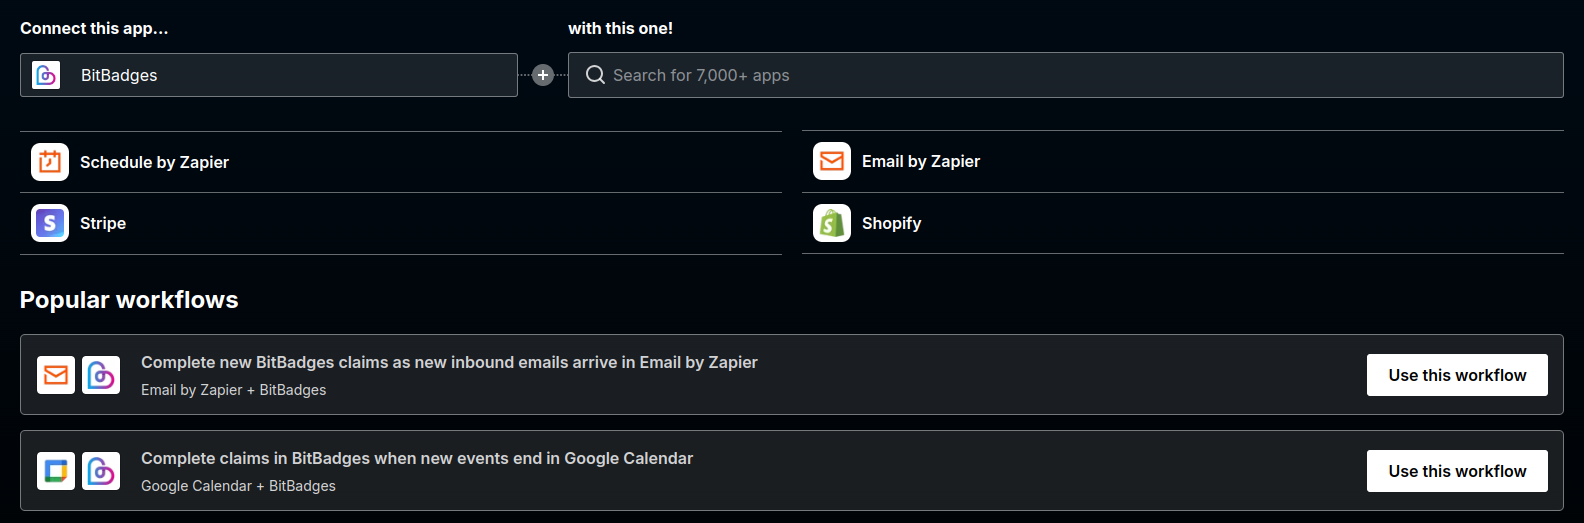 Connect this app...
with this one!
BitBadges
Search for 7,000+ apps
Schedule by Zapier
Email by Zapier
Stripe
Shopify
Popular workflows
Complete new BitBadges claims as new inbound emails arrive in Email by Zapier
Email by Zapier + BitBadges
Use this workflow
Complete claims in BitBadges when new events end in Google Calendar
Google Calendar + BitBadges
Use this workflow